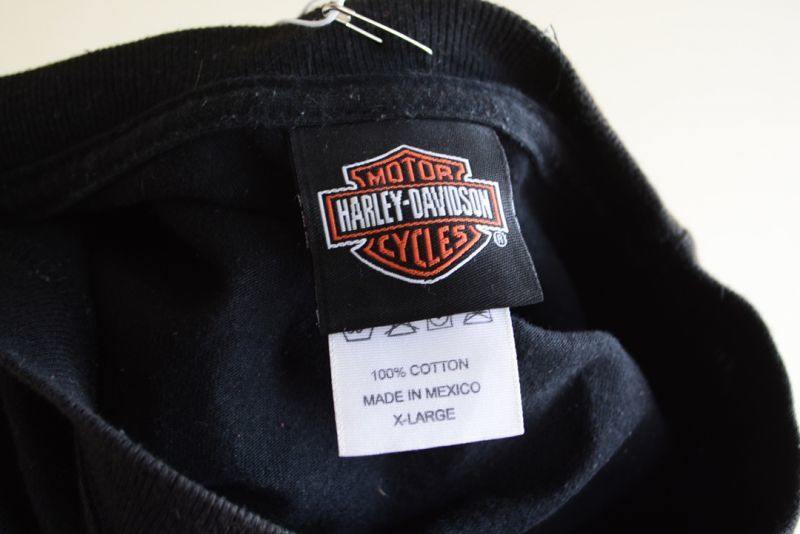 MOTOR
HARLEY-DAVIDSON
CYCLES
®
100% COTTON
MADE IN MEXICO
X-LARGE